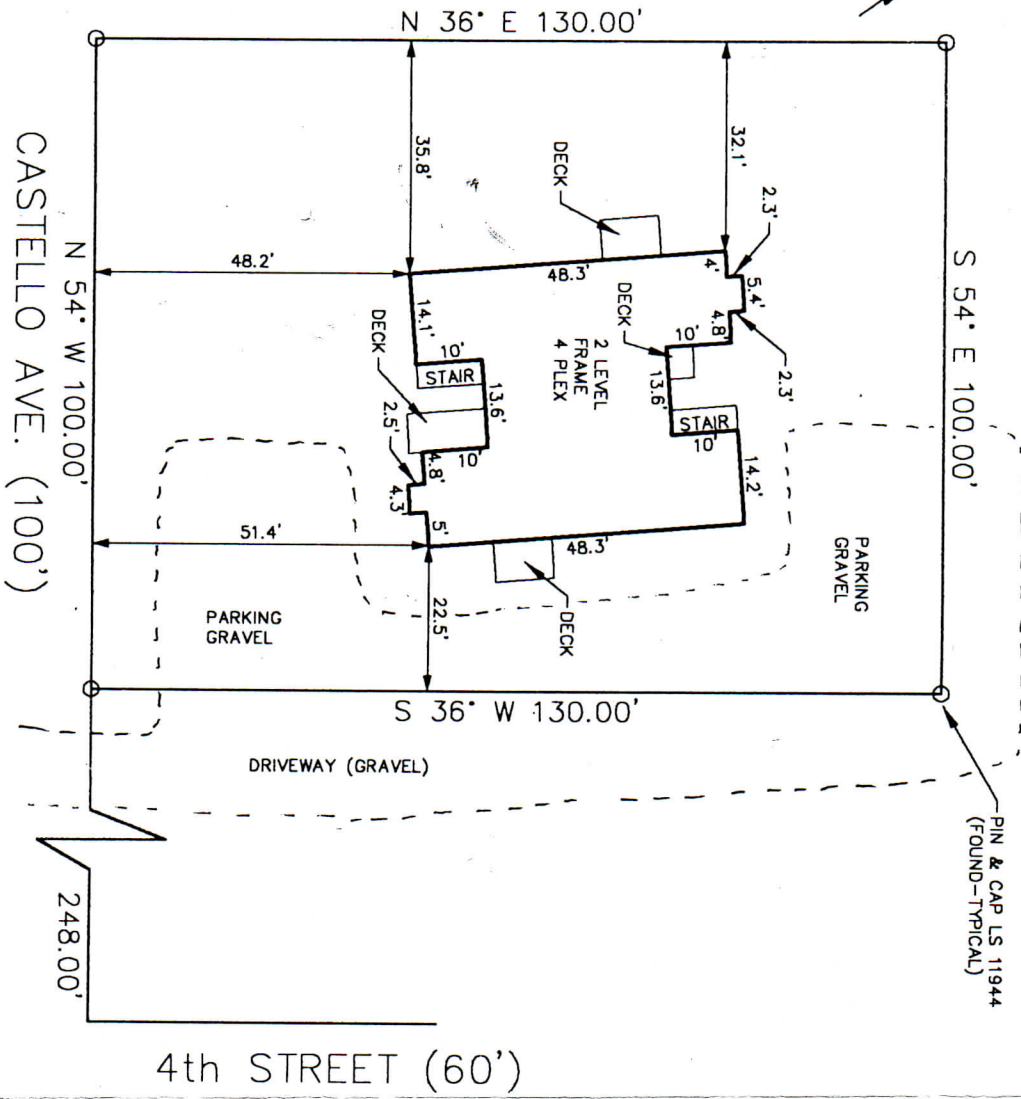 N 36° E 130.00'
35.8'
32.1'
DECK
2.3'
S 54° E 100.00'
48.2'
48.3'
4'
5.4'
DECK
4.8'
2.3'
14.1'
DECK
10'
STAIR
2 LEVEL
FRAME
4 PLEX
10'
13.6'
13.6'
STAIR
10'
2.5'
10'
4.8'
14.2'
4.3'
5'
N 54° W 100.00'
CASTELLO AVE. (100')
51.4'
48.3'
DECK
22.5'
PARKING
GRAVEL
PARKING
GRAVEL
S 36° W 130.00'
DRIVEWAY (GRAVEL)
PIN & CAP LS 11944
(FOUND-TYPICAL)
248.00'
4th STREET (60')